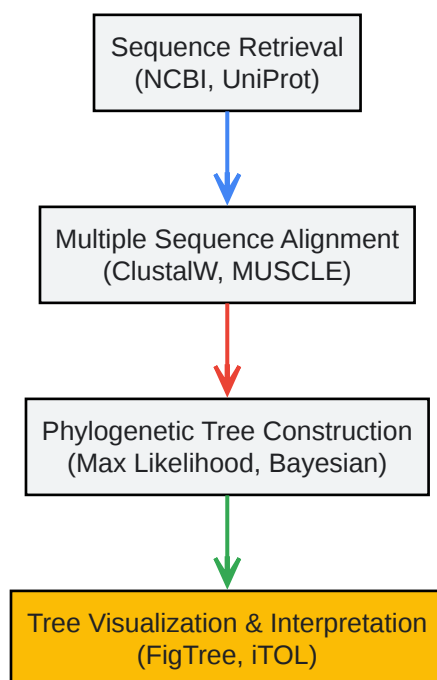 Sequence Retrieval
(NCBI, UniProt)
Multiple Sequence Alignment
(ClustalW, MUSCLE)
Phylogenetic Tree Construction
(Max Likelihood, Bayesian)
Tree Visualization & Interpretation
(FigTree, iTOL)